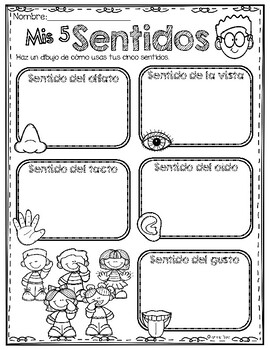 Nombre:
Mis 5 Sentidos
Haz un dibujo de cómo usas tus cinco sentidos.
Sentido del olfato
Sentido de la vista
Sentido del tacto
Sentido del oído
Sentido del gusto